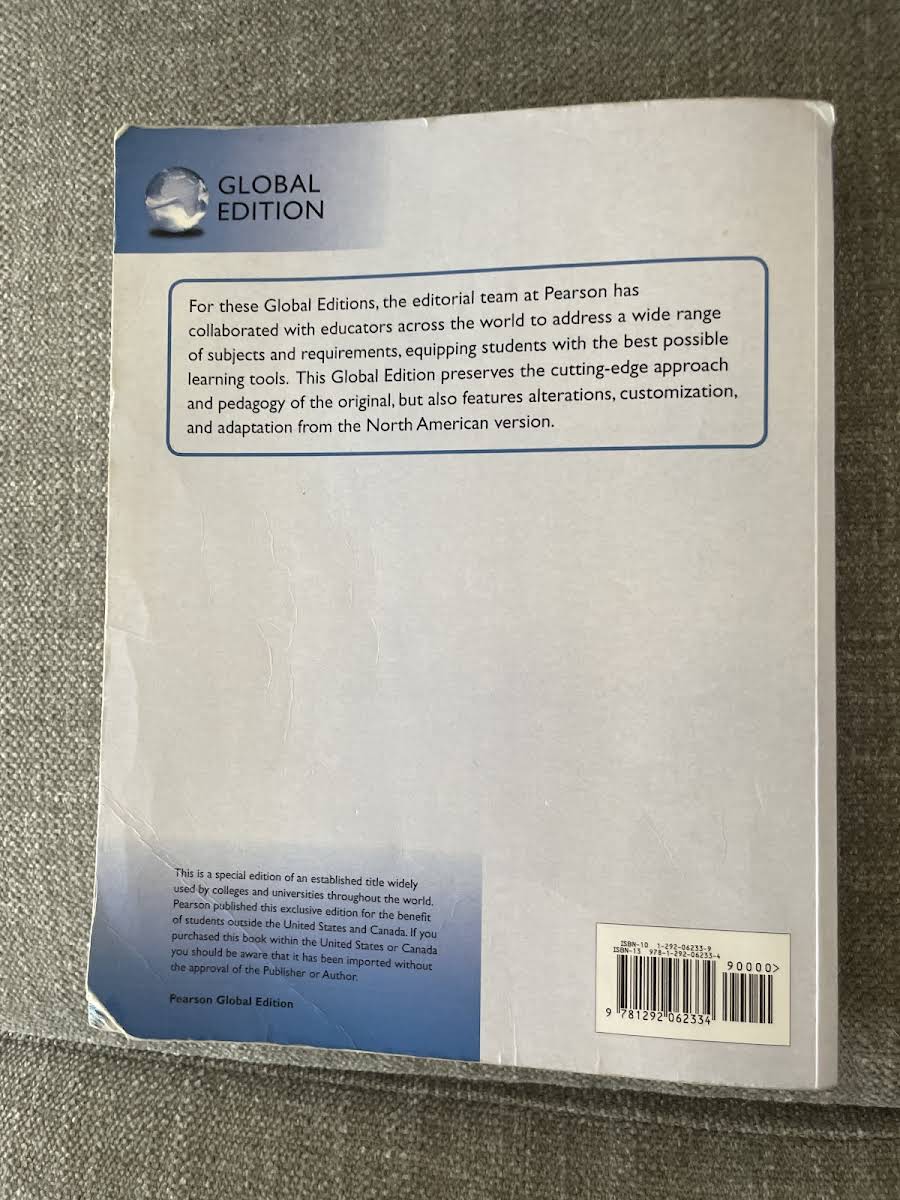 GLOBAL
EDITION
For these Global Editions, the editorial team at Pearson has
collaborated with educators across the world to address a wide range
of subjects and requirements, equipping students with the best possible
learning tools. This Global Edition preserves the cutting-edge approach
and pedagogy of the original, but also features alterations, customization,
and adaptation from the North American version.
This is a special edition of an established title widely
used by colleges and universities throughout the world.
Pearson published this exclusive edition for the benefit
of students outside the United States and Canada. If you
purchased this book within the United States or Canada
you should be aware that it has been imported without
the approval of the Publisher or Author.
Pearson Global Edition
ISBN-10 1-292-06233-9
ISBN-13 978-1-292-06233-4
90000>
9 781292 062334